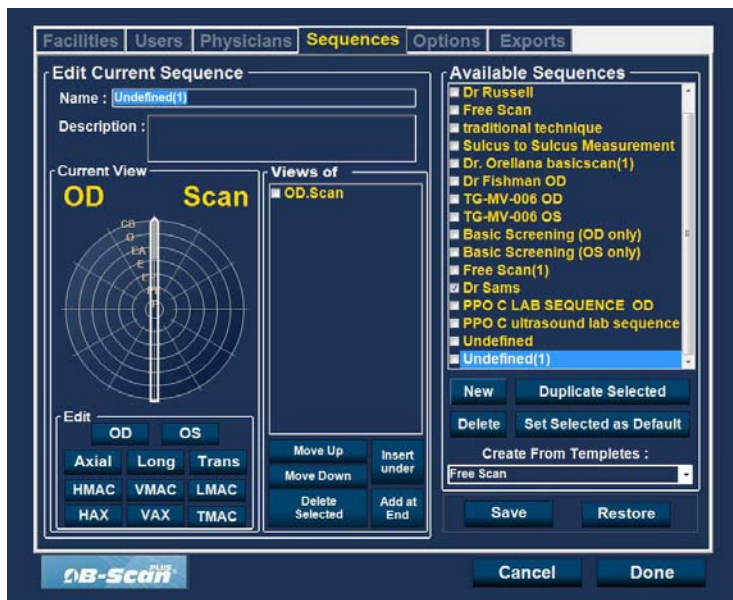 Facilities Users Physicians Sequences Options Exports
Edit Current Sequence
Name : Undefined(1)
Description :
Current View
OD Scan
CB
O
EA
E
Edit
OD OS
Axial Long Trans
HMAC VMAC LMAC
HAX VAX TMAC
Views of
OD.Scan
Move Up
Move Down
Delete Selected
Insert under
Add at End
Available Sequences
Dr Russell
Free Scan
traditional technique
Sulcus to Sulcus Measurement
Dr. Orellana basicscan(1)
Dr Fishman OD
TG-MV-006 OD
TG-MV-006 OS
Basic Screening (OD only)
Basic Screening (OS only)
Free Scan(1)
Dr Sams
PPO C LAB SEQUENCE OD
PPO C ultrasound lab sequence
Undefined
Undefined(1)
New Duplicate Selected
Delete Set Selected as Default
Create From Templetes :
Free Scan
Save Restore
B-Scan PLUS
Cancel Done